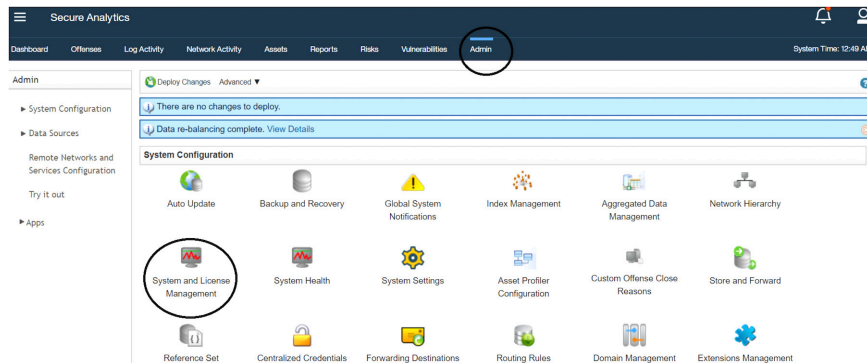 Secure Analytics
Dashboard Offenses Log Activity Network Activity Assets Reports Risks Vulnerabilities Admin System Time: 12:49 A
Admin
Deploy Changes Advanced ▼
System Configuration
Data Sources
Remote Networks and
Services Configuration
Try it out
Apps
There are no changes to deploy.
Data re-balancing complete. View Details
System Configuration
Auto Update Backup and Recovery Global System Notifications Index Management Aggregated Data Management Network Hierarchy
System and License Management System Health System Settings Asset Profiler Configuration Custom Offense Close Reasons Store and Forward
Reference Set Centralized Credentials Forwarding Destinations Routing Rules Domain Management Extensions Management